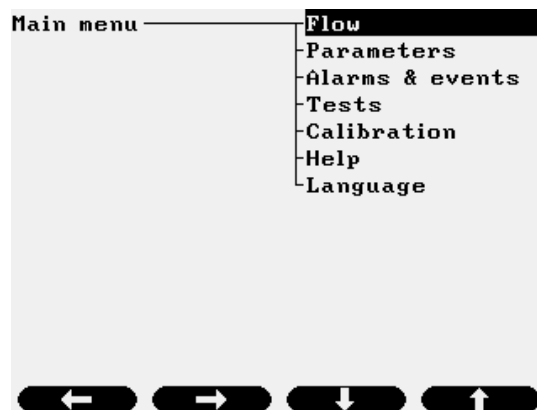 Main menu
Flow
Parameters
Alarms & events
Tests
Calibration
Help
Language